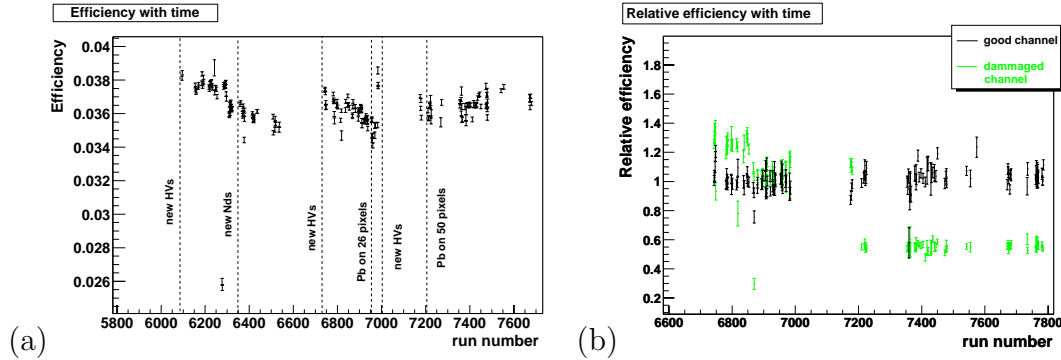 Efficiency with time
Efficiency
0.04
0.038
0.036
0.034
0.032
0.03
0.028
0.026
new HVs
new Nds
new HVs
Pb on 26 pixels
new HVs
Pb on 50 pixels
5800 6000 6200 6400 6600 6800 7000 7200 7400 7600
run number
(a)
Relative efficiency with time
good channel
dammaged
channel
Relative efficiency
1.8
1.6
1.4
1.2
1
0.8
0.6
0.4
0.2
6600 6800 7000 7200 7400 7600 7800
run number
(b)